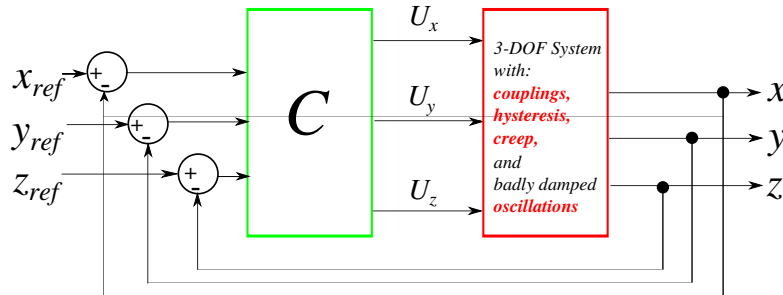 x_ref
y_ref
z_ref
+
-
+
-
+
-
C
U_x
U_y
U_z
3-DOF System
with:
couplings,
hysteresis,
creep,
and
badly damped
oscillations
x
y
z